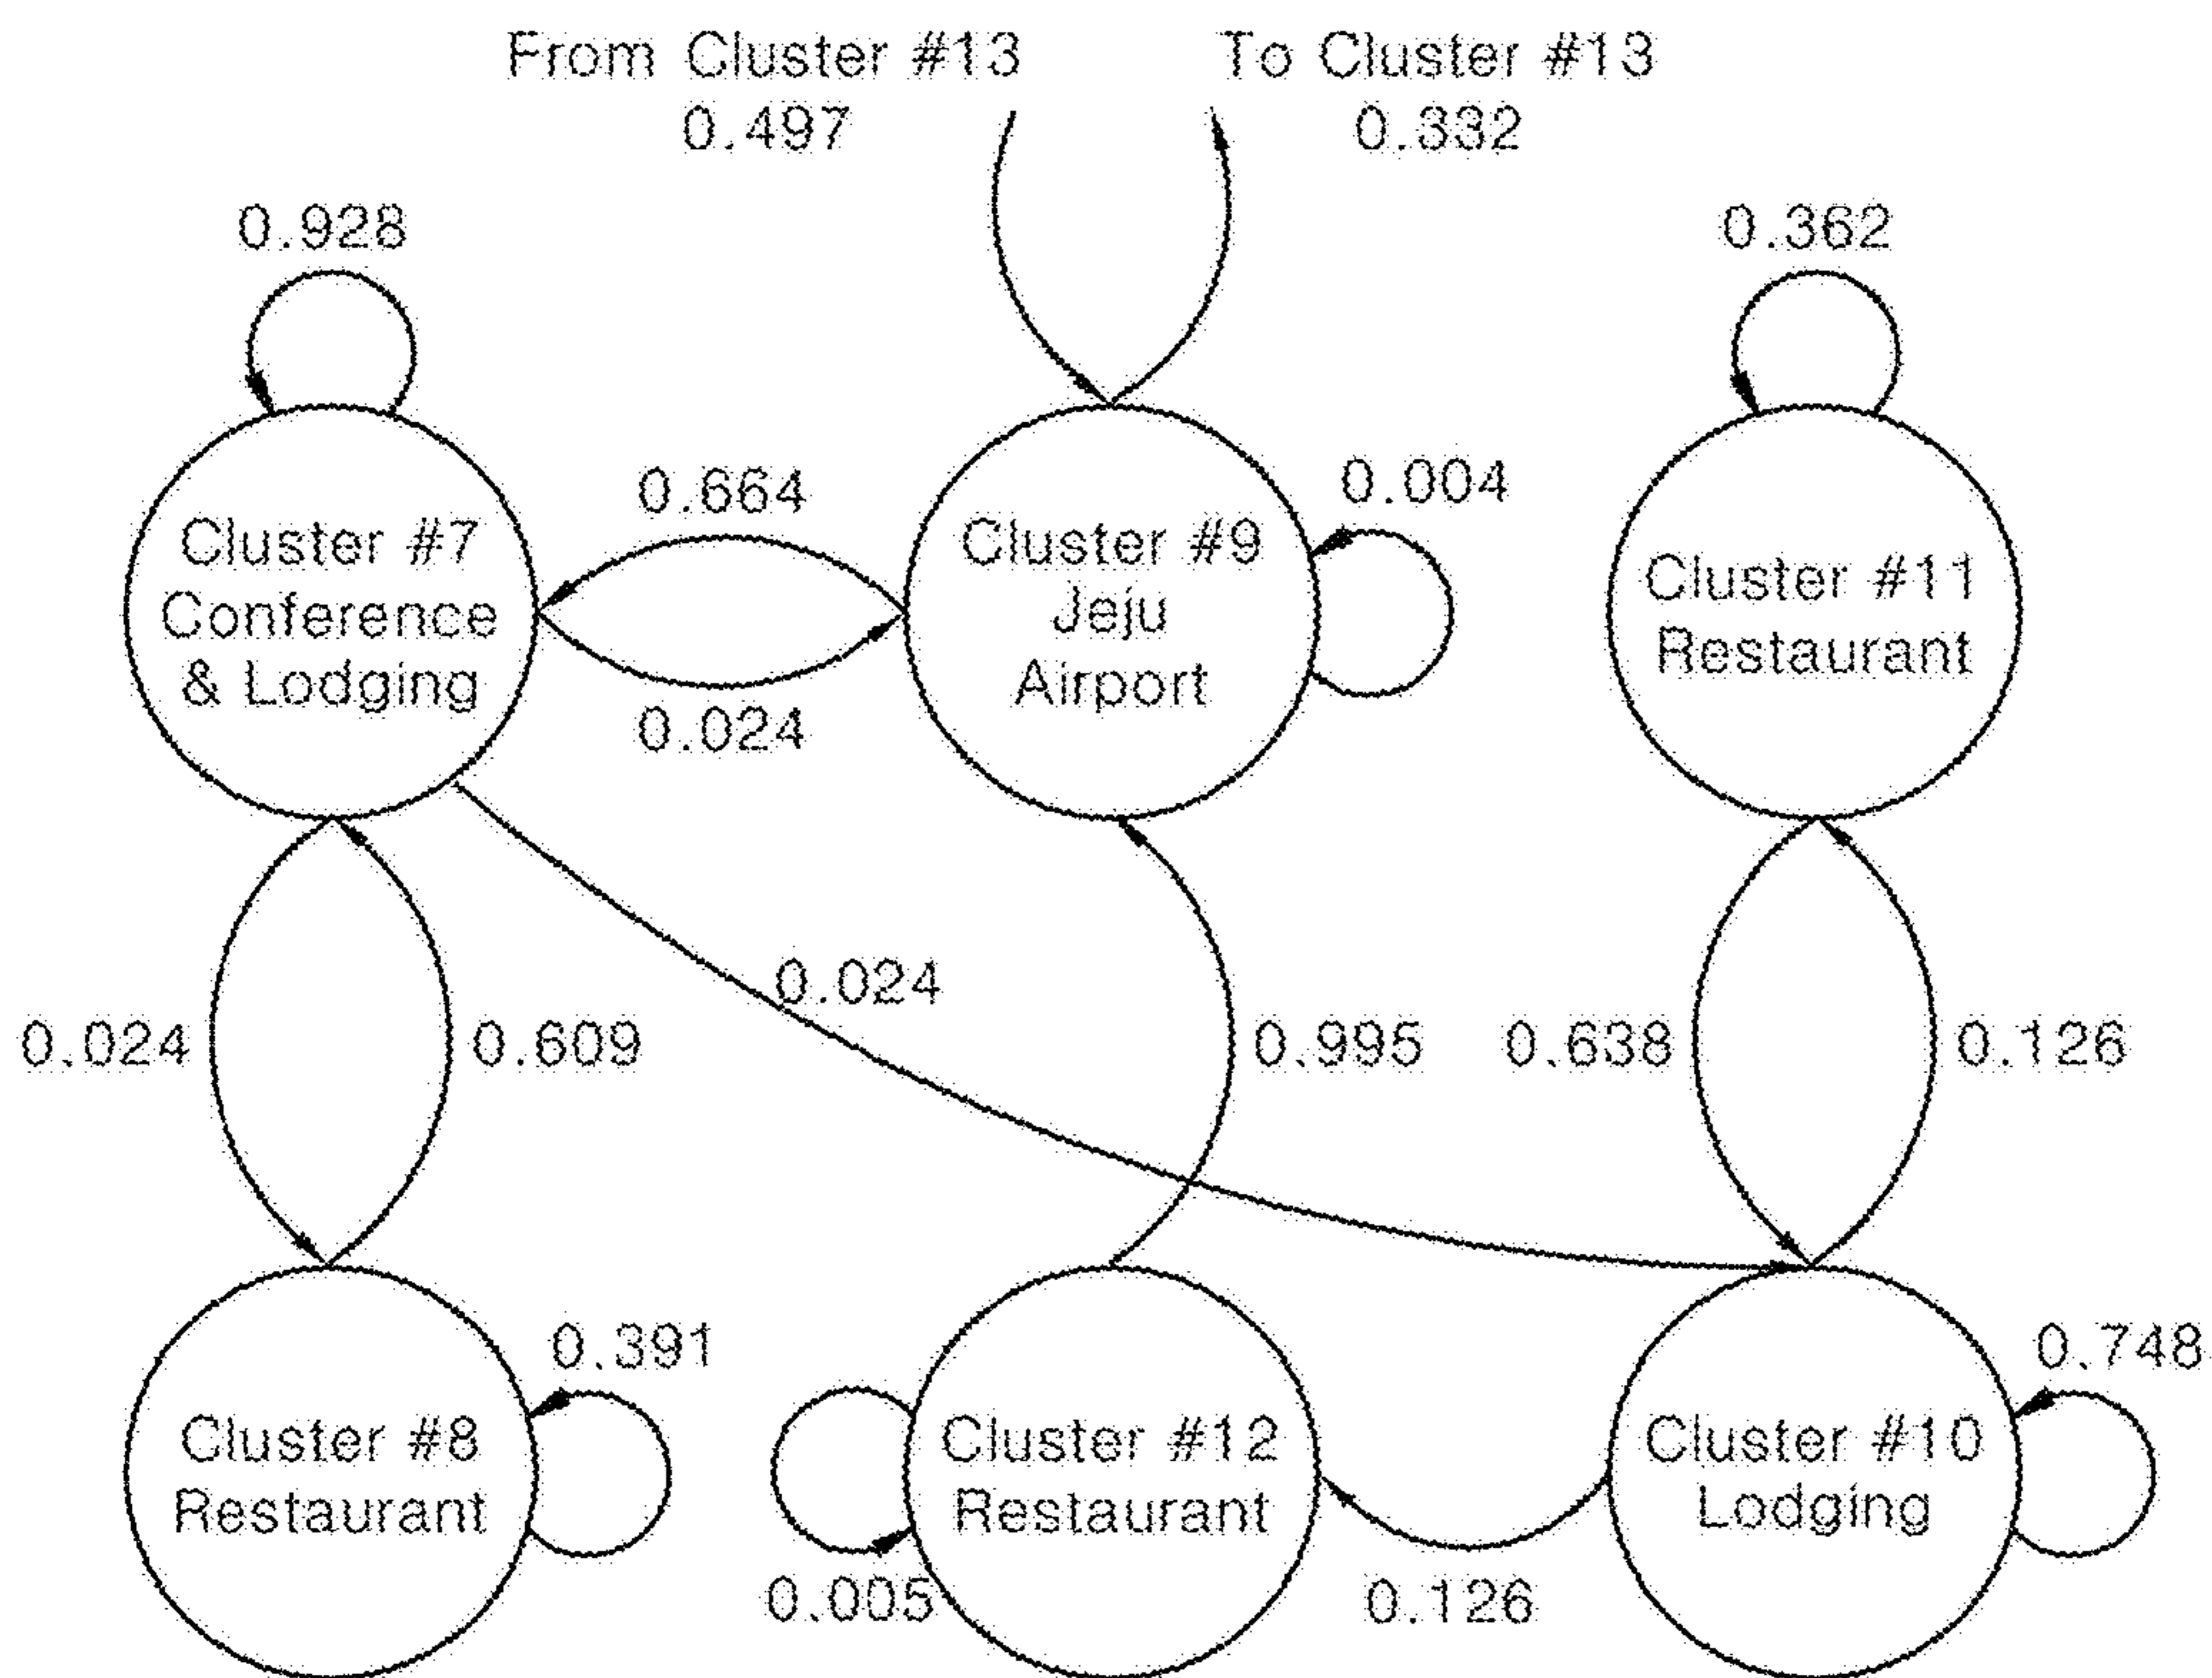 From Cluster #13
0.497
To Cluster #13
0.332
0.928
0.362
0.664
0.004
Cluster #7
Conference
& Lodging
Cluster #9
Jeju
Airport
Cluster #11
Restaurant
0.024
0.024
0.024
0.609
0.995
0.638
0.126
0.391
0.748
Cluster #8
Restaurant
Cluster #12
Restaurant
Cluster #10
Lodging
0.005
0.126